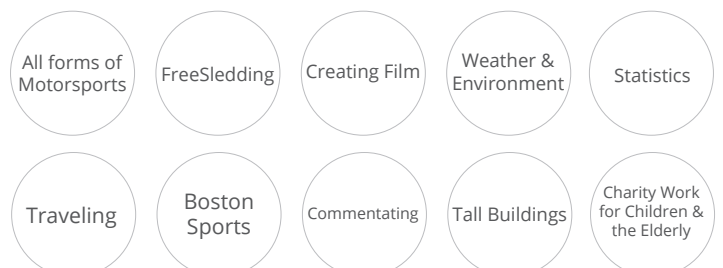 All forms of
Motorsports
FreeSledding
Creating Film
Weather &
Environment
Statistics
Traveling
Boston
Sports
Commentating
Tall Buildings
Charity Work
for Children &
the Elderly